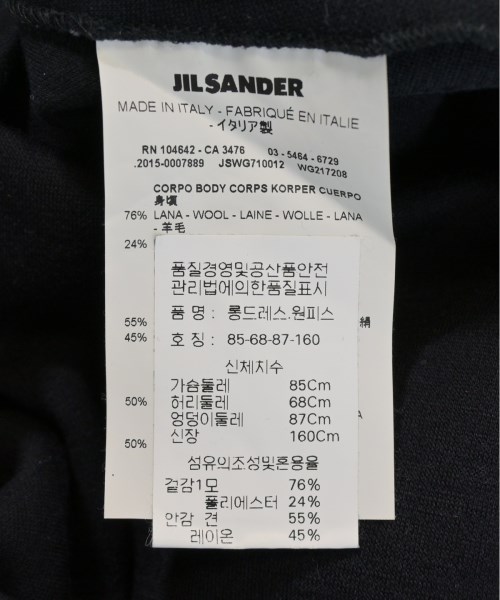 JIL SANDER
MADE IN ITALY - FABRIQUÉ EN ITALIE
- イタリア製
RN 104642 - CA 3476 03 - 5464 - 6729
.2015-0007889 JSWG710012 WG217208
CORPO BODY CORPS KORPER CUERPO
身頃
76% LANA - WOOL - LAINE - WOLLE - LANA
- 羊毛
24%
55% 絹
45%
50%
50%
품질경영및공산품안전
관리법에의한품질표시
품 명 : 롱드레스.원피스
호 칭 : 85-68-87-160
신체치수
가슴둘레 85Cm
허리둘레 68Cm
엉덩이둘레 87Cm
신장 160Cm
섬유의조성및혼용율
겉감1모 76%
폴리에스터 24%
안감 견 55%
레이온 45%